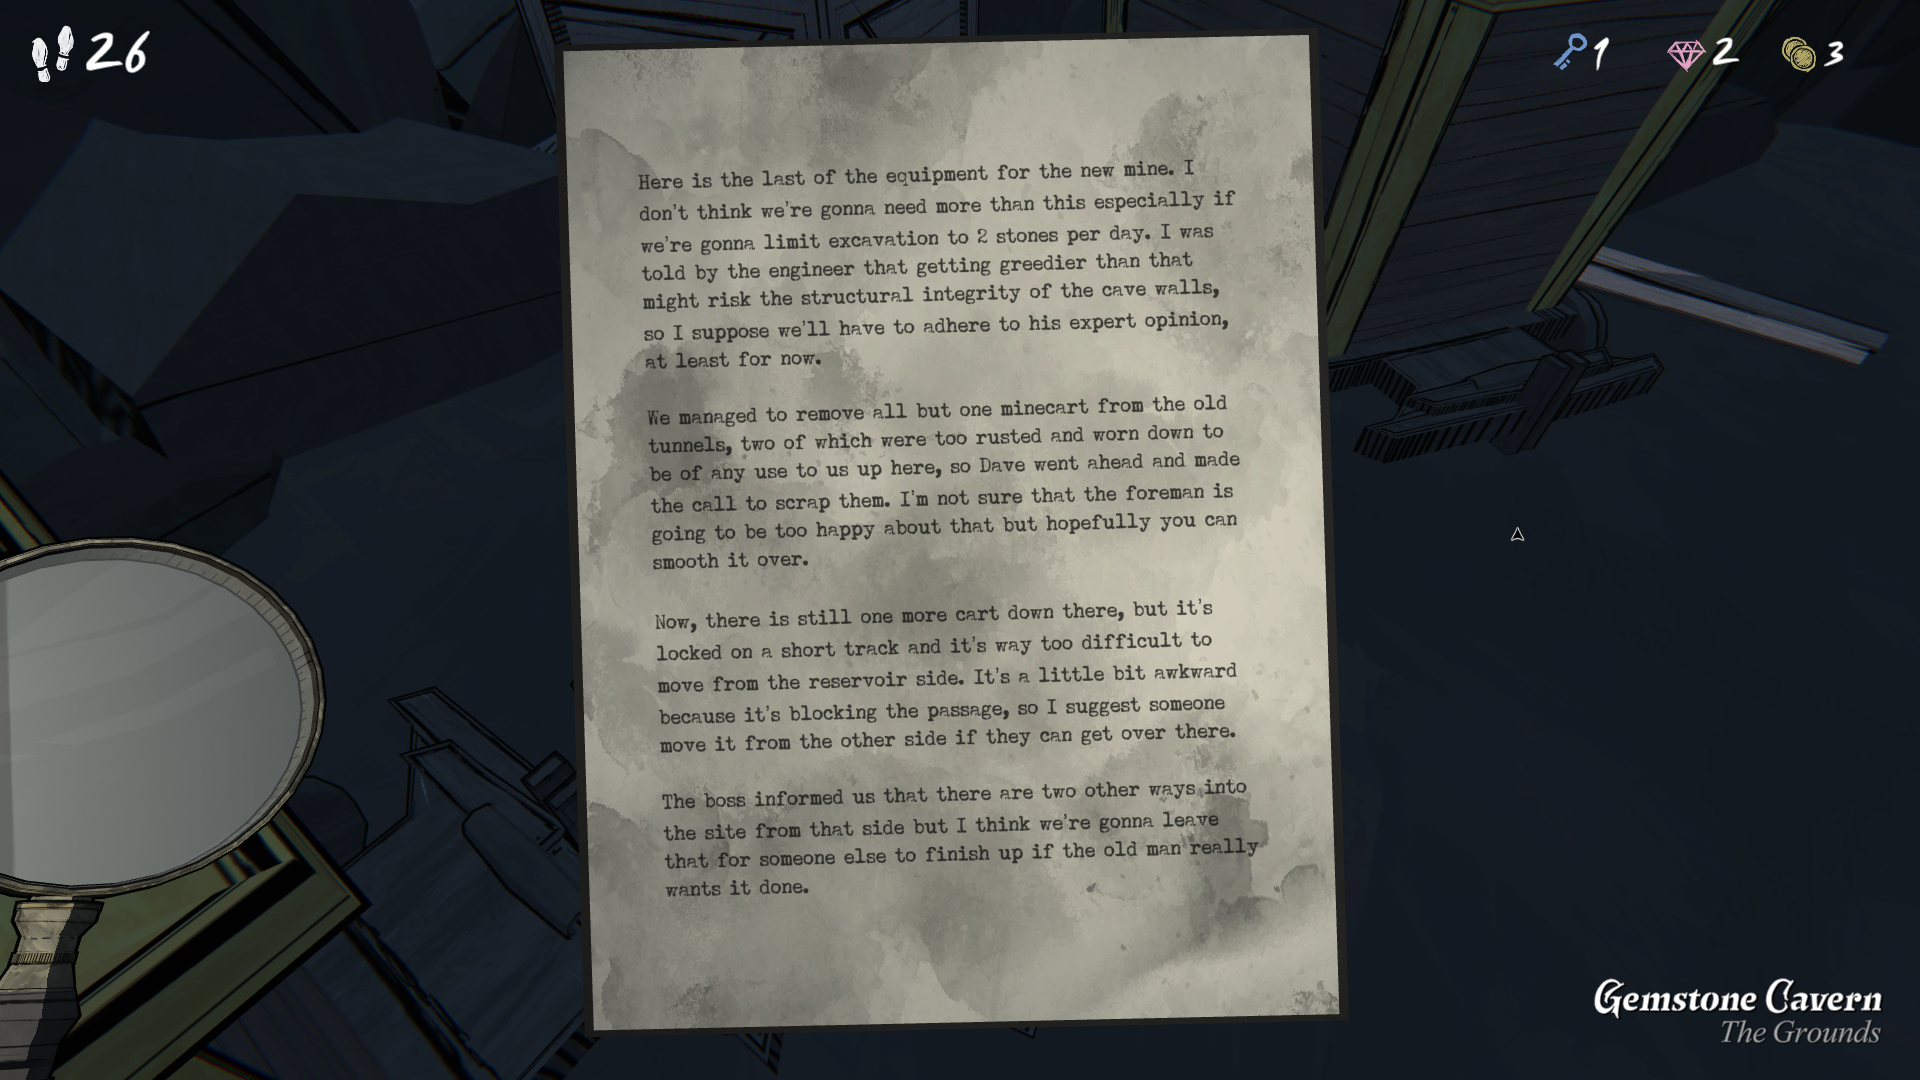 26
1
2
3
Here is the last of the equipment for the new mine. I
don't think we're gonna need more than this especially if
we're gonna limit excavation to 2 stones per day. I was
told by the engineer that getting greedier than that
might risk the structural integrity of the cave walls,
so I suppose we'll have to adhere to his expert opinion,
at least for now.
We managed to remove all but one minecart from the old
tunnels, two of which were too rusted and worn down to
be of any use to us up here, so Dave went ahead and made
the call to scrap them. I'm not sure that the foreman is
going to be too happy about that but hopefully you can
smooth it over.
Now, there is still one more cart down there, but it's
locked on a short track and it's way too difficult to
move from the reservoir side. It's a little bit awkward
because it's blocking the passage, so I suggest someone
move it from the other side if they can get over there.
The boss informed us that there are two other ways into
the site from that side but I think we're gonna leave
that for someone else to finish up if the old man really
wants it done.
Gemstone Cavern
The Grounds